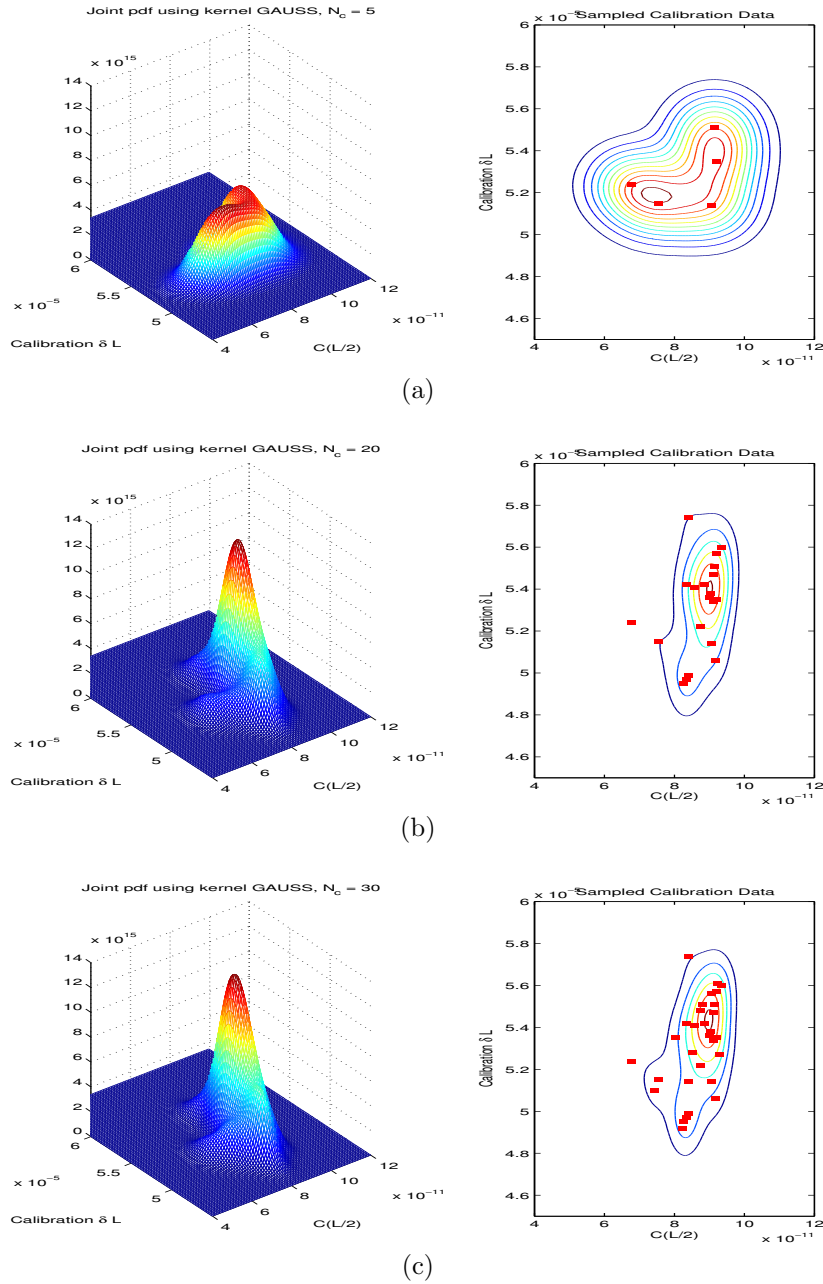 Joint pdf using kernel GAUSS, N_c = 5
x 10^15
14
12
10
8
6
4
2
0
6
5.5
5
x 10^-5
Calibration δ L
4
6
8
10
12
x 10^-11
C(L/2)
x 10^-5 Sampled Calibration Data
6
5.8
5.6
5.4
5.2
5
4.8
4.6
Calibration δ L
4 6 8 10 12
C(L/2)
x 10^-11
(a)
Joint pdf using kernel GAUSS, N_c = 20
x 10^15
14
12
10
8
6
4
2
0
6
5.5
5
x 10^-5
Calibration δ L
4
6
8
10
12
x 10^-11
C(L/2)
x 10^-5 Sampled Calibration Data
6
5.8
5.6
5.4
5.2
5
4.8
4.6
Calibration δ L
4 6 8 10 12
C(L/2)
x 10^-11
(b)
Joint pdf using kernel GAUSS, N_c = 30
x 10^15
14
12
10
8
6
4
2
0
6
5.5
5
x 10^-5
Calibration δ L
4
6
8
10
12
x 10^-11
C(L/2)
x 10^-5 Sampled Calibration Data
6
5.8
5.6
5.4
5.2
5
4.8
4.6
Calibration δ L
4 6 8 10 12
C(L/2)
x 10^-11
(c)